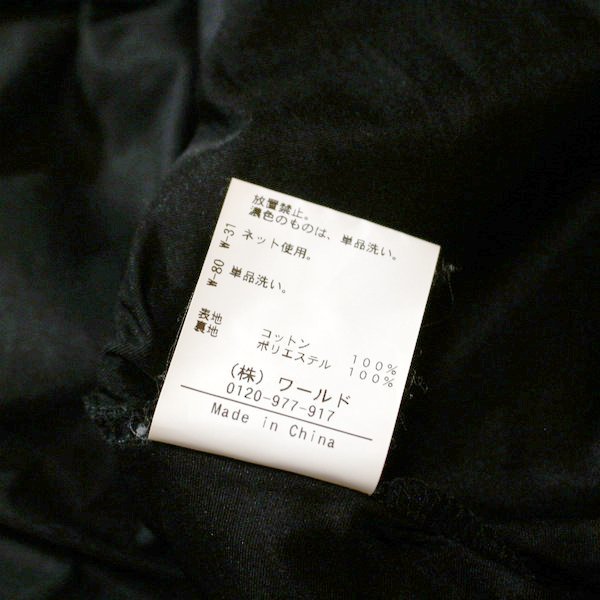 放置禁止。
濃色のものは、単品洗い。
W-31 ネット使用。
W-80 単品洗い。
表地 コットン 100%
裏地 ポリエステル 100%
(株) ワールド
0120-977-917
Made in China